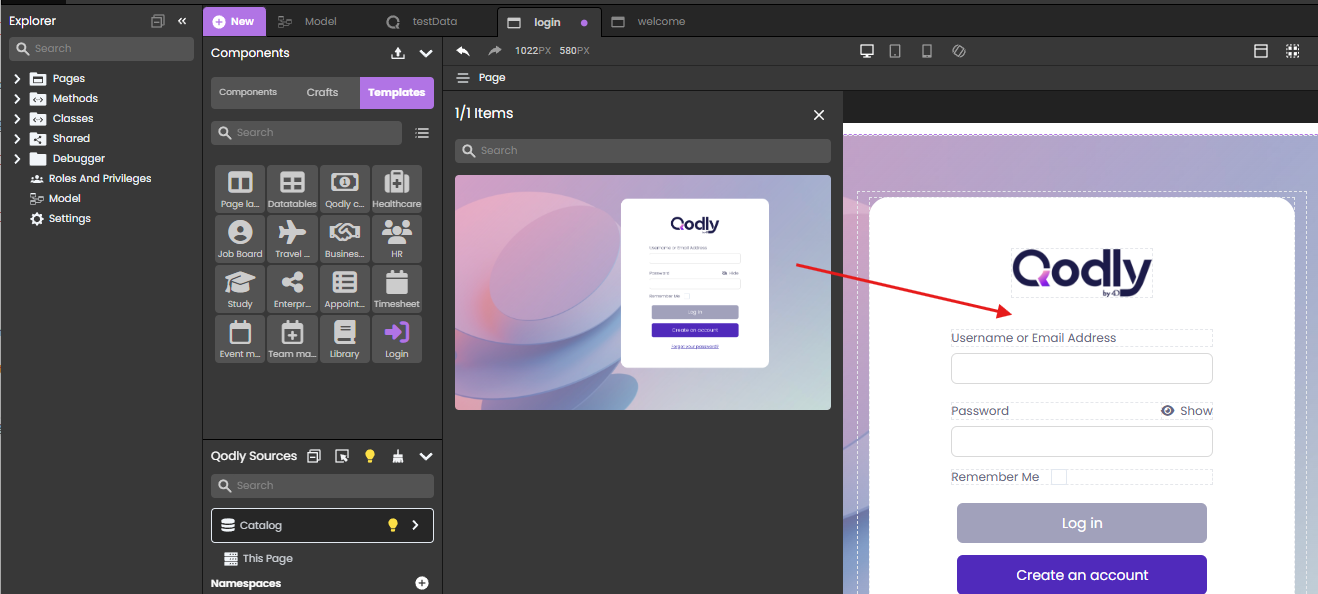 Explorer
Search
Pages
Methods
Classes
Shared
Debugger
Roles And Privileges
Model
Settings
New
Model
testData
login
welcome
Components
Components
Crafts
Templates
Search
Page la...
Datatables
Qodly c...
Healthcare
Job Board
Travel ...
Busines...
HR
Study
Enterpr...
Appoint...
Timesheet
Event m...
Team ma...
Library
Login
Qodly Sources
Search
Catalog
This Page
Namespaces
1022PX 580PX
Page
1/1 Items
Search
Qodly
Username or Email Address
Password
Hide
Remember Me
Log in
Create an account
Forgot your password?
Qodly
by 4D
Username or Email Address
Password
Show
Remember Me
Log in
Create an account